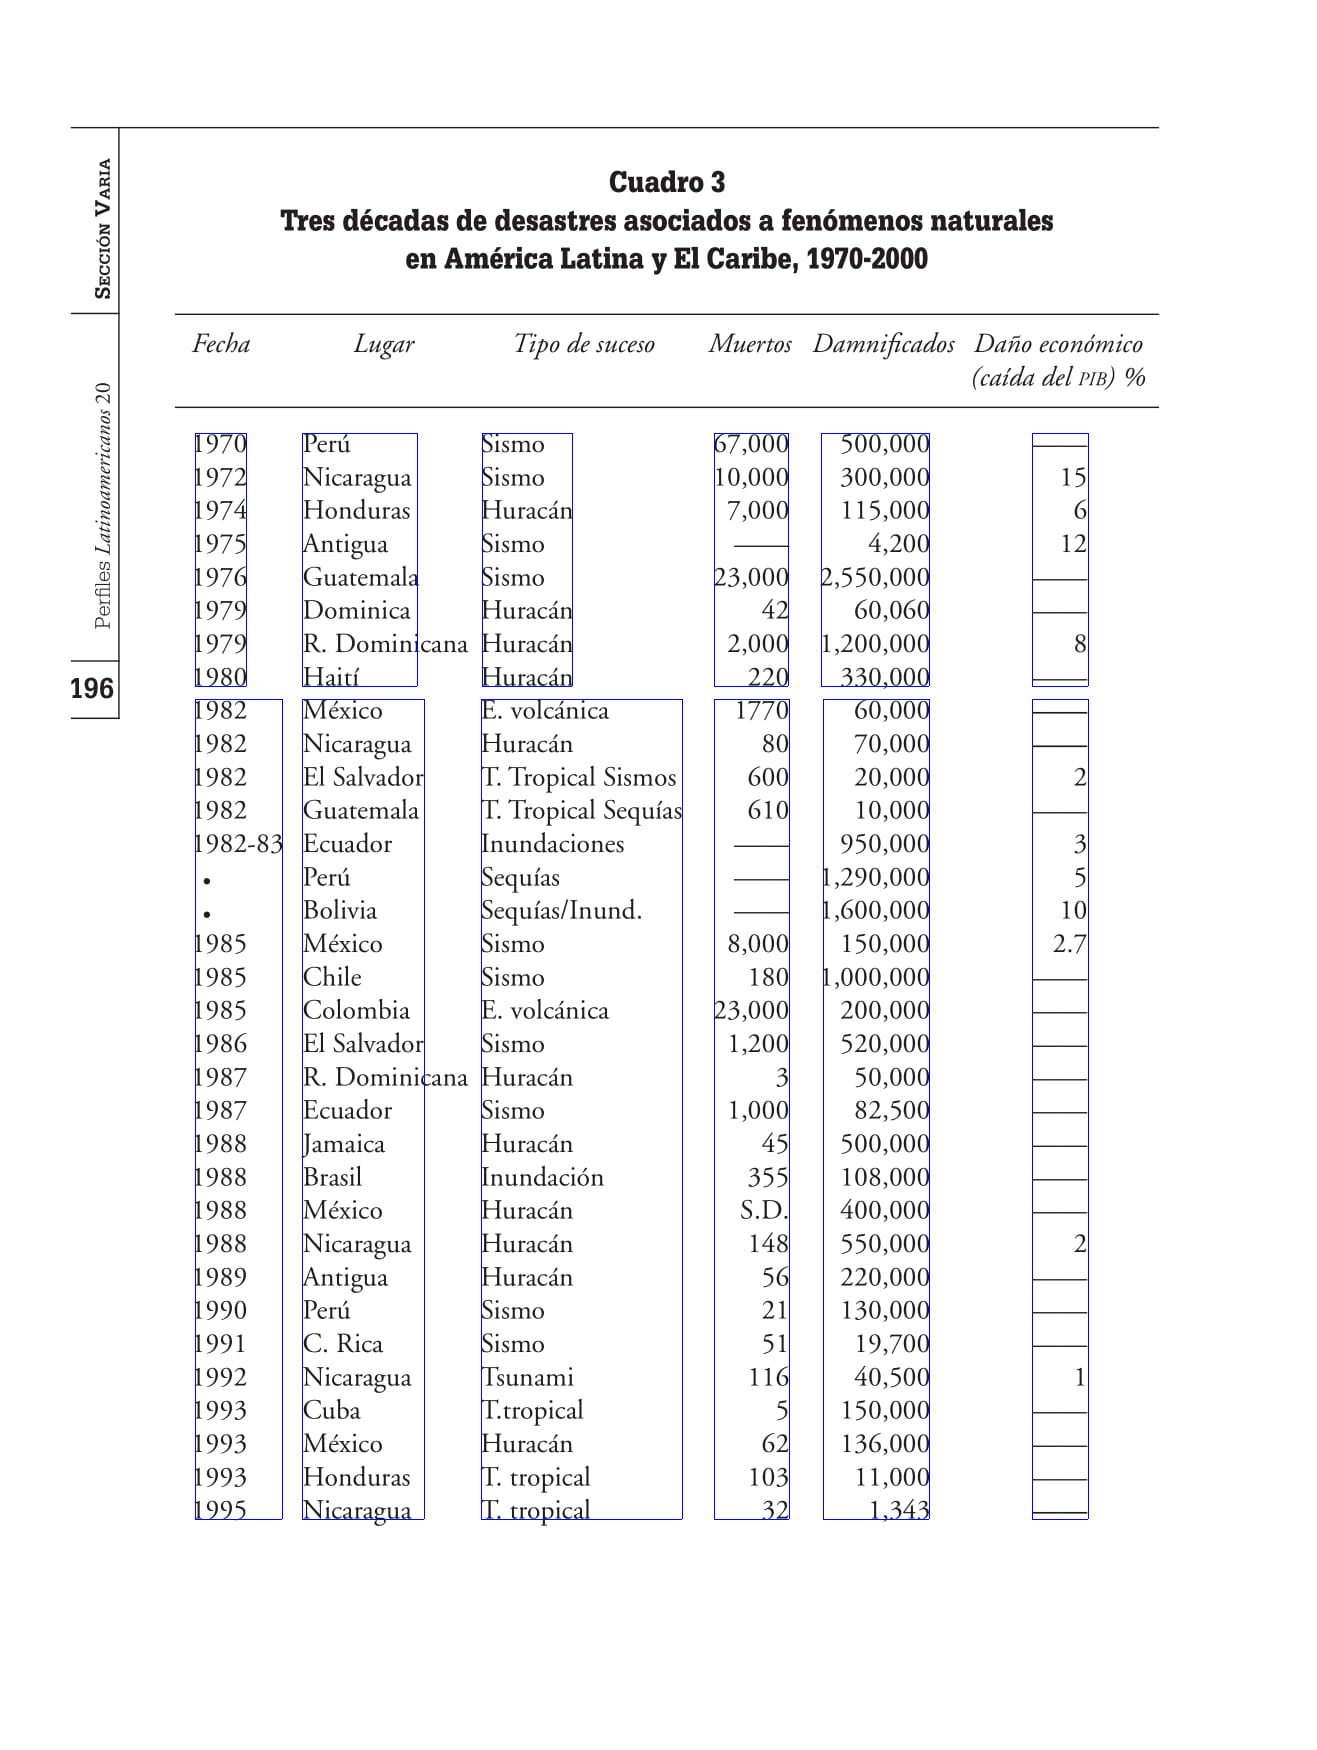 SECCIÓN VARIA
Perfiles Latinoamericanos 20
196
Cuadro 3
Tres décadas de desastres asociados a fenómenos naturales
en América Latina y El Caribe, 1970-2000
Fecha Lugar Tipo de suceso Muertos Damnificados Daño económico
(caída del PIB) %
1970 Perú Sismo 67,000 500,000 ——
1972 Nicaragua Sismo 10,000 300,000 15
1974 Honduras Huracán 7,000 115,000 6
1975 Antigua Sismo —— 4,200 12
1976 Guatemala Sismo 23,000 2,550,000 ——
1979 Dominica Huracán 42 60,060 ——
1979 R. Dominicana Huracán 2,000 1,200,000 8
1980 Haití Huracán 220 330,000 ——
1982 México E. volcánica 1770 60,000 ——
1982 Nicaragua Huracán 80 70,000 ——
1982 El Salvador T. Tropical Sismos 600 20,000 2
1982 Guatemala T. Tropical Sequías 610 10,000 ——
1982-83 Ecuador Inundaciones —— 950,000 3
• Perú Sequías —— 1,290,000 5
• Bolivia Sequías/Inund. —— 1,600,000 10
1985 México Sismo 8,000 150,000 2.7
1985 Chile Sismo 180 1,000,000 ——
1985 Colombia E. volcánica 23,000 200,000 ——
1986 El Salvador Sismo 1,200 520,000 ——
1987 R. Dominicana Huracán 3 50,000 ——
1987 Ecuador Sismo 1,000 82,500 ——
1988 Jamaica Huracán 45 500,000 ——
1988 Brasil Inundación 355 108,000 ——
1988 México Huracán S.D. 400,000 ——
1988 Nicaragua Huracán 148 550,000 2
1989 Antigua Huracán 56 220,000 ——
1990 Perú Sismo 21 130,000 ——
1991 C. Rica Sismo 51 19,700 ——
1992 Nicaragua Tsunami 116 40,500 1
1993 Cuba T.tropical 5 150,000 ——
1993 México Huracán 62 136,000 ——
1993 Honduras T. tropical 103 11,000 ——
1995 Nicaragua T. tropical 32 1,343 ——